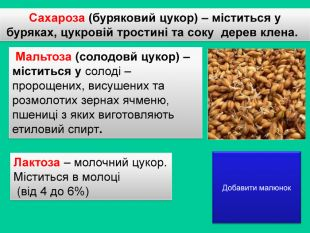 Сахароза (буряковий цукор) – міститься у
буряках, цукровій тростині та соку дерев клена.
Мальтоза (солодовй цукор) –
міститься у солоді –
пророщених, висушених та
розмолотих зернах ячменю,
пшениці з яких виготовляють
етиловий спирт.
Лактоза – молочний цукор.
Міститься в молоці
(від 4 до 6%)
Добавити малюнок